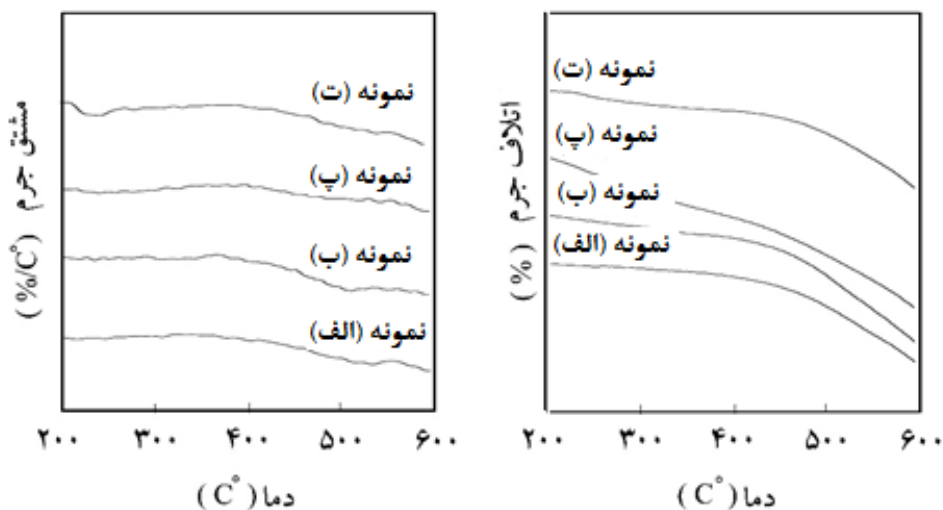 مشتق جرم (%/C°)
نمونه (ت)
نمونه (پ)
نمونه (ب)
نمونه (الف)
۲۰۰ ۳۰۰ ۴۰۰ ۵۰۰ ۶۰۰
دما (C°)
اتلاف جرم (%)
نمونه (ت)
نمونه (پ)
نمونه (ب)
نمونه (الف)
۲۰۰ ۳۰۰ ۴۰۰ ۵۰۰ ۶۰۰
دما (C°)